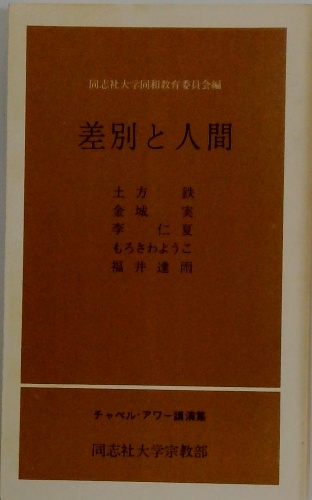 同志社大学同和教育委員会編
差別と人間
土方 鉄
金城 実
李 仁夏
もろさわようこ
福井達雨
チャペル・アワー講演集
同志社大学宗教部